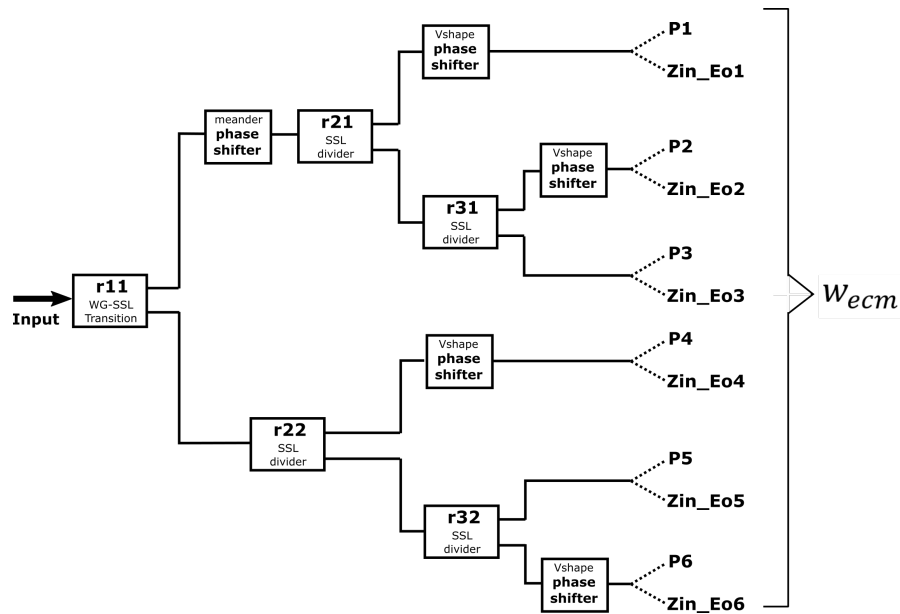 Vshape
phase
shifter
P1
Zin_Eo1
meander
phase
shifter
r21
SSL
divider
Vshape
phase
shifter
P2
Zin_Eo2
r31
SSL
divider
P3
Zin_Eo3
r11
WG-SSL
Transition
Input
w_{ecm}
Vshape
phase
shifter
P4
Zin_Eo4
r22
SSL
divider
P5
Zin_Eo5
r32
SSL
divider
Vshape
phase
shifter
P6
Zin_Eo6